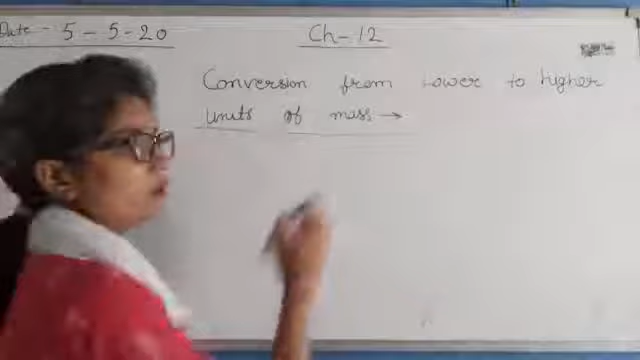 Date - 5 - 5 - 20
Ch - 12
Conversion from Lower to higher
units of mass →